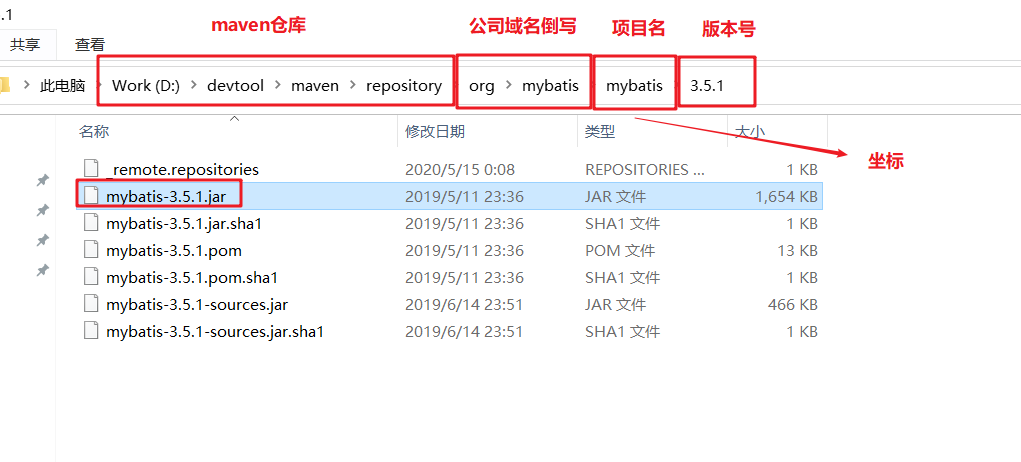 .1
maven仓库
公司域名倒写
项目名
版本号
共享 查看
此电脑 Work (D:) devtool maven repository org mybatis mybatis 3.5.1
名称 修改日期 类型 大小
坐标
_remote.repositories 2020/5/15 0:08 REPOSITORIES ... 1 KB
mybatis-3.5.1.jar 2019/5/11 23:36 JAR 文件 1,654 KB
mybatis-3.5.1.jar.sha1 2019/5/11 23:36 SHA1 文件 1 KB
mybatis-3.5.1.pom 2019/5/11 23:36 POM 文件 13 KB
mybatis-3.5.1.pom.sha1 2019/5/11 23:36 SHA1 文件 1 KB
mybatis-3.5.1-sources.jar 2019/6/14 23:51 JAR 文件 466 KB
mybatis-3.5.1-sources.jar.sha1 2019/6/14 23:51 SHA1 文件 1 KB